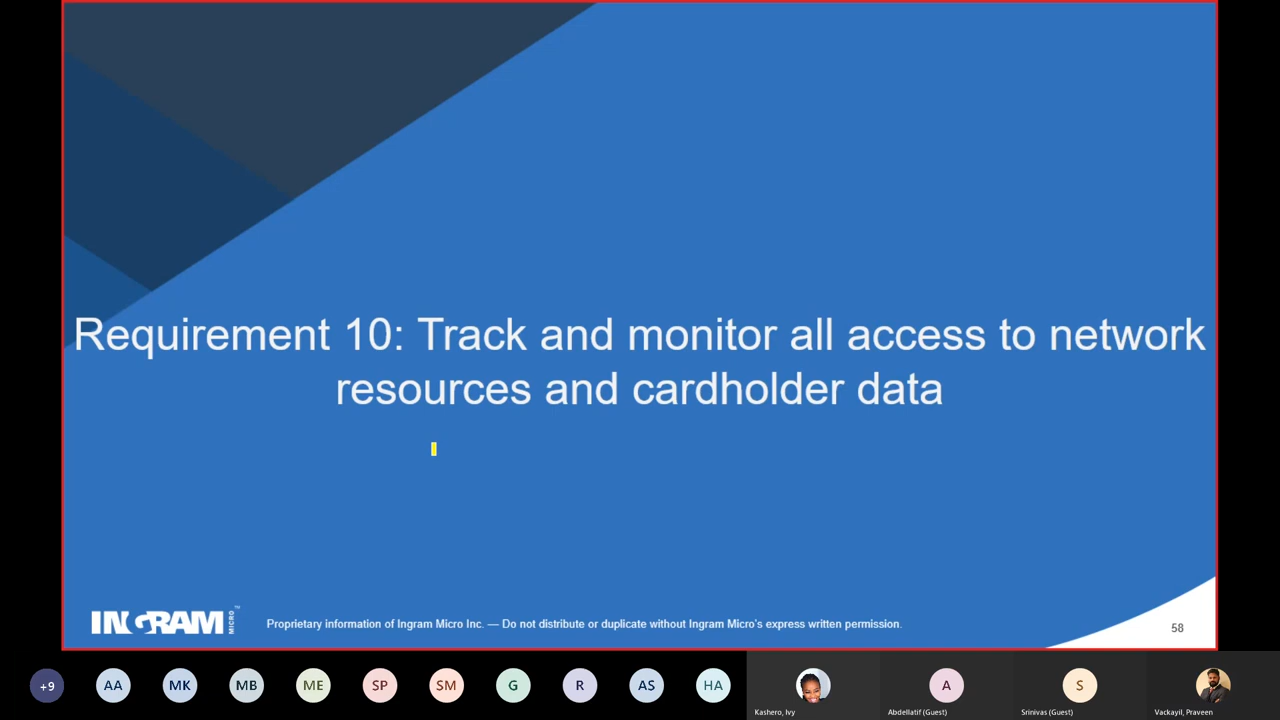 Requirement 10: Track and monitor all access to network
resources and cardholder data
INGRAM MICRO ™
Proprietary information of Ingram Micro Inc. — Do not distribute or duplicate without Ingram Micro's express written permission.
58
+9
AA
MK
MB
ME
SP
SM
G
R
AS
HA
A
S
Kashero, Ivy
Abdellatif (Guest)
Srinivas (Guest)
Vackayil, Praveen